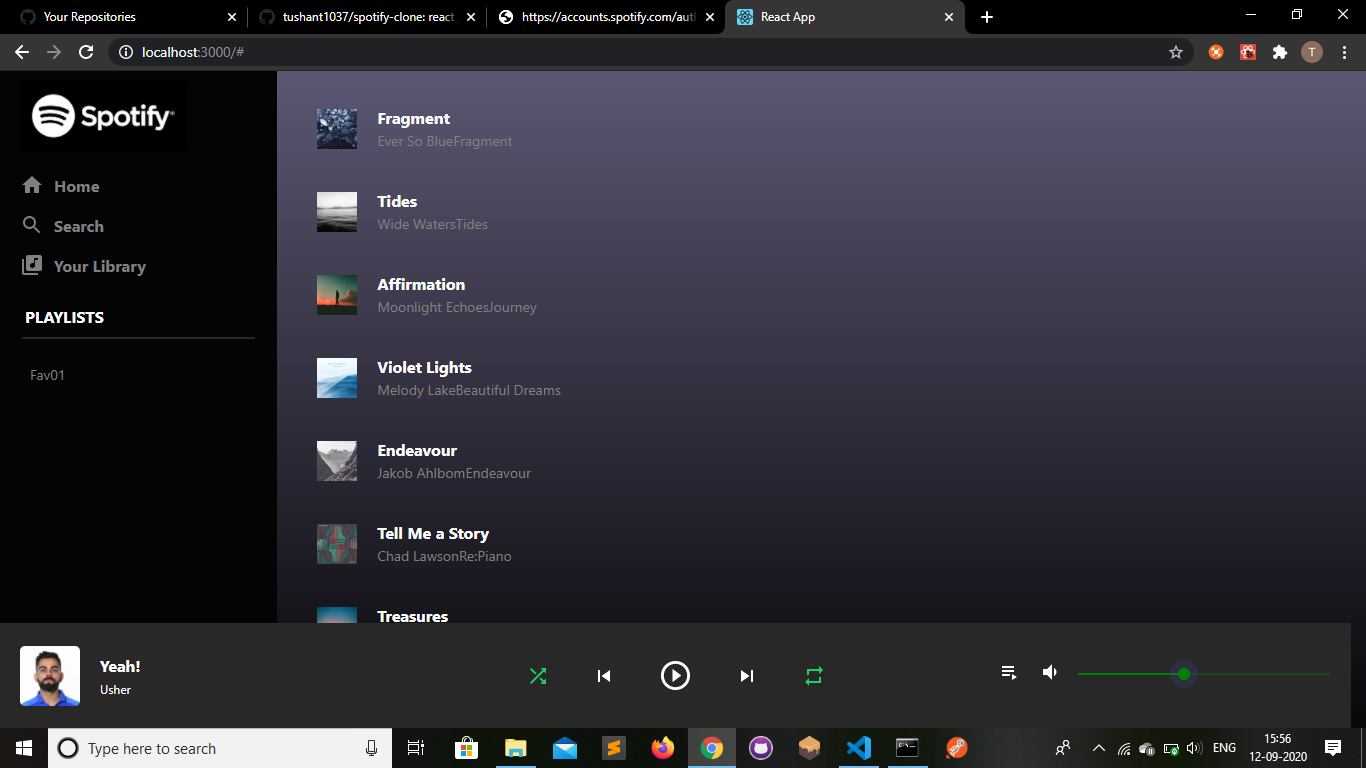 Your Repositories
tushant1037/spotify-clone: react
https://accounts.spotify.com/aut
React App
localhost:3000/#
T
Spotify
Home
Search
Your Library
PLAYLISTS
Fav01
Fragment
Ever So BlueFragment
Tides
Wide WatersTides
Affirmation
Moonlight EchoesJourney
Violet Lights
Melody LakeBeautiful Dreams
Endeavour
Jakob AhlbomEndeavour
Tell Me a Story
Chad LawsonRe:Piano
Treasures
Yeah!
Usher
Type here to search
ENG
15:56
12-09-2020